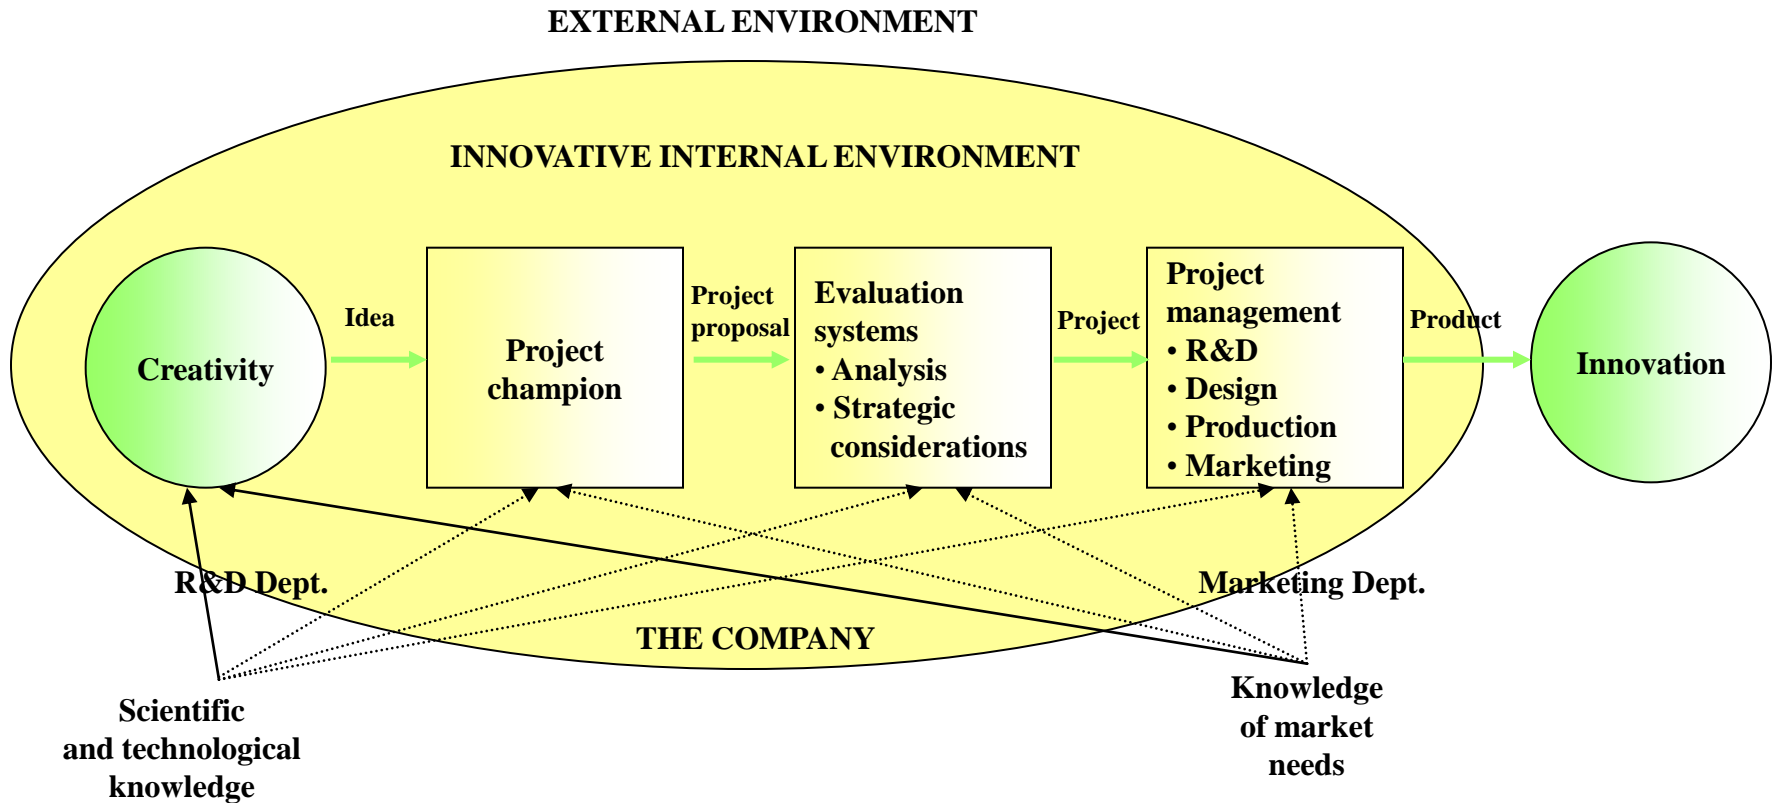 EXTERNAL ENVIRONMENT
INNOVATIVE INTERNAL ENVIRONMENT
Creativity
Idea
Project
champion
Project
proposal
Evaluation
systems
• Analysis
• Strategic
considerations
Project
Project
management
• R&D
• Design
• Production
• Marketing
Product
Innovation
R&D Dept.
Marketing Dept.
THE COMPANY
Scientific
and technological
knowledge
Knowledge
of market
needs